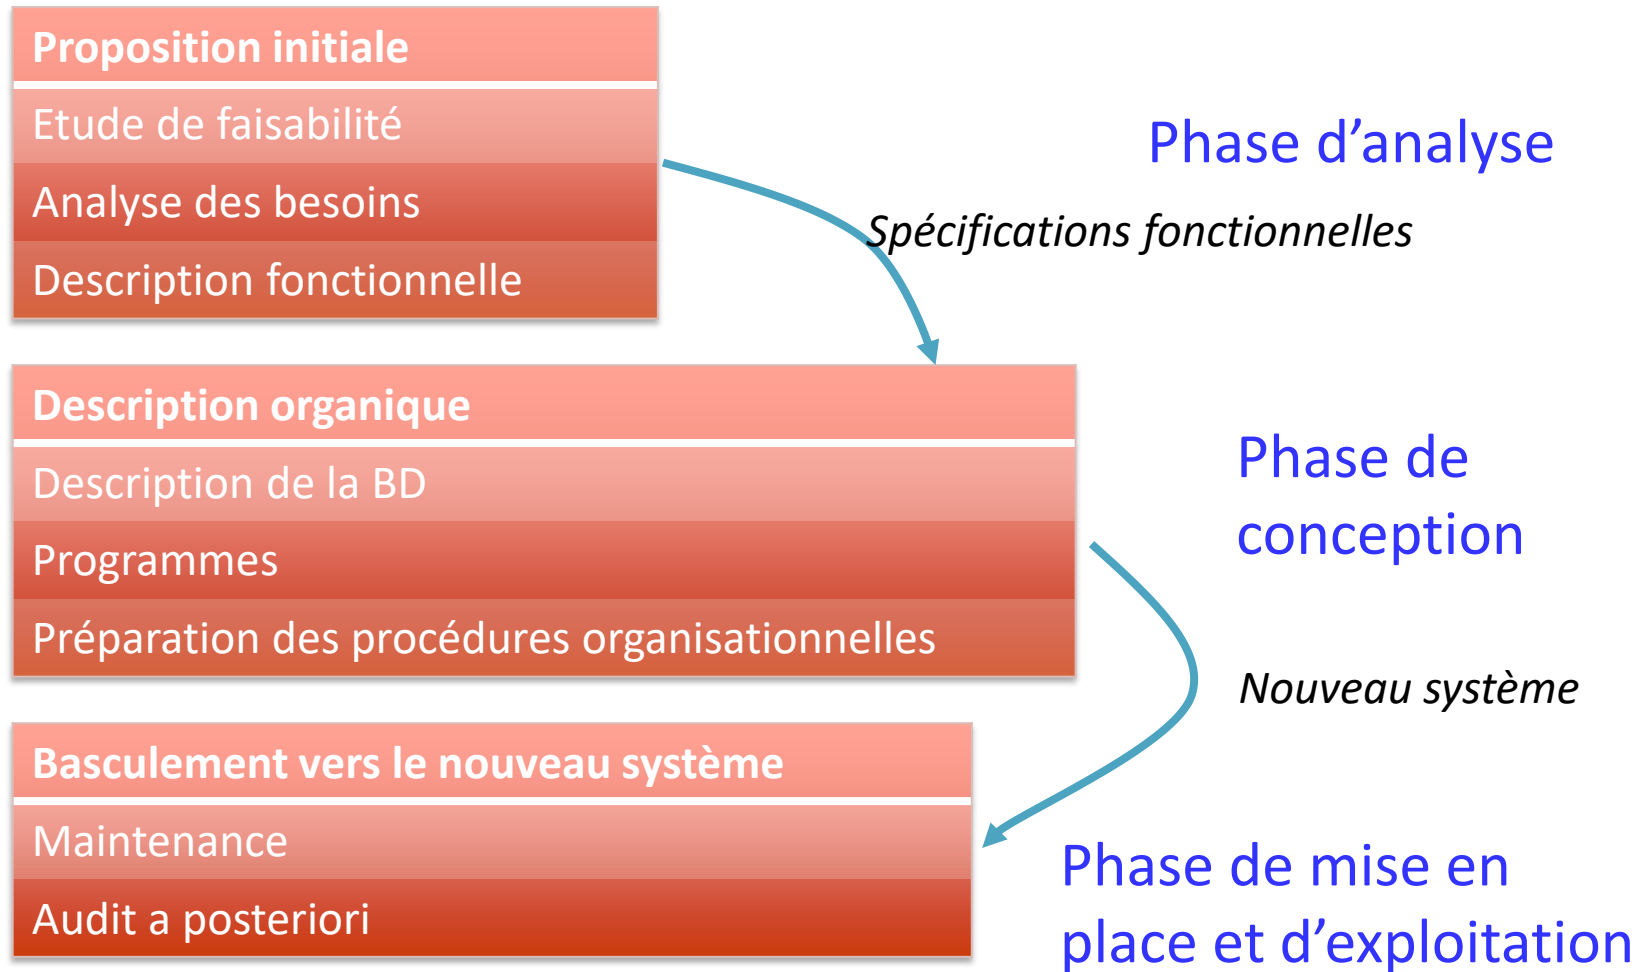 Proposition initiale
Etude de faisabilité
Analyse des besoins
Description fonctionnelle
Phase d’analyse
Spécifications fonctionnelles
Description organique
Description de la BD
Programmes
Préparation des procédures organisationnelles
Phase de
conception
Nouveau système
Basculement vers le nouveau système
Maintenance
Audit a posteriori
Phase de mise en
place et d’exploitation